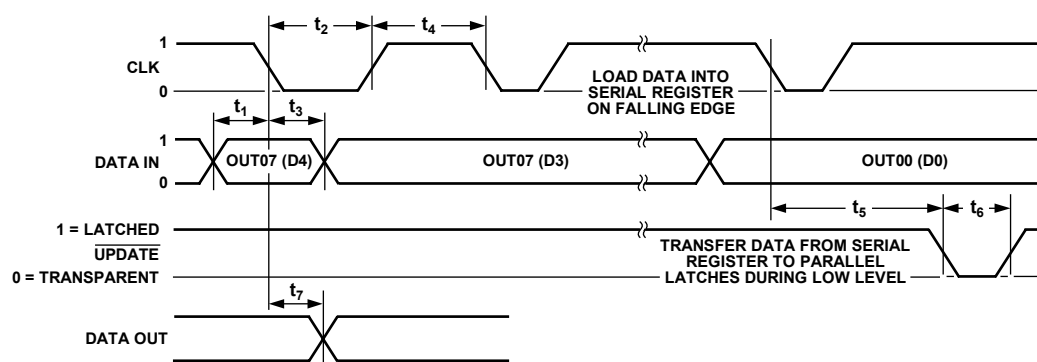 t2
t4
1
CLK
0
LOAD DATA INTO
SERIAL REGISTER
ON FALLING EDGE
t1
t3
1
DATA IN
0
OUT07 (D4)
OUT07 (D3)
OUT00 (D0)
t5
t6
1 = LATCHED
UPDATE
0 = TRANSPARENT
TRANSFER DATA FROM SERIAL
REGISTER TO PARALLEL
LATCHES DURING LOW LEVEL
t7
DATA OUT